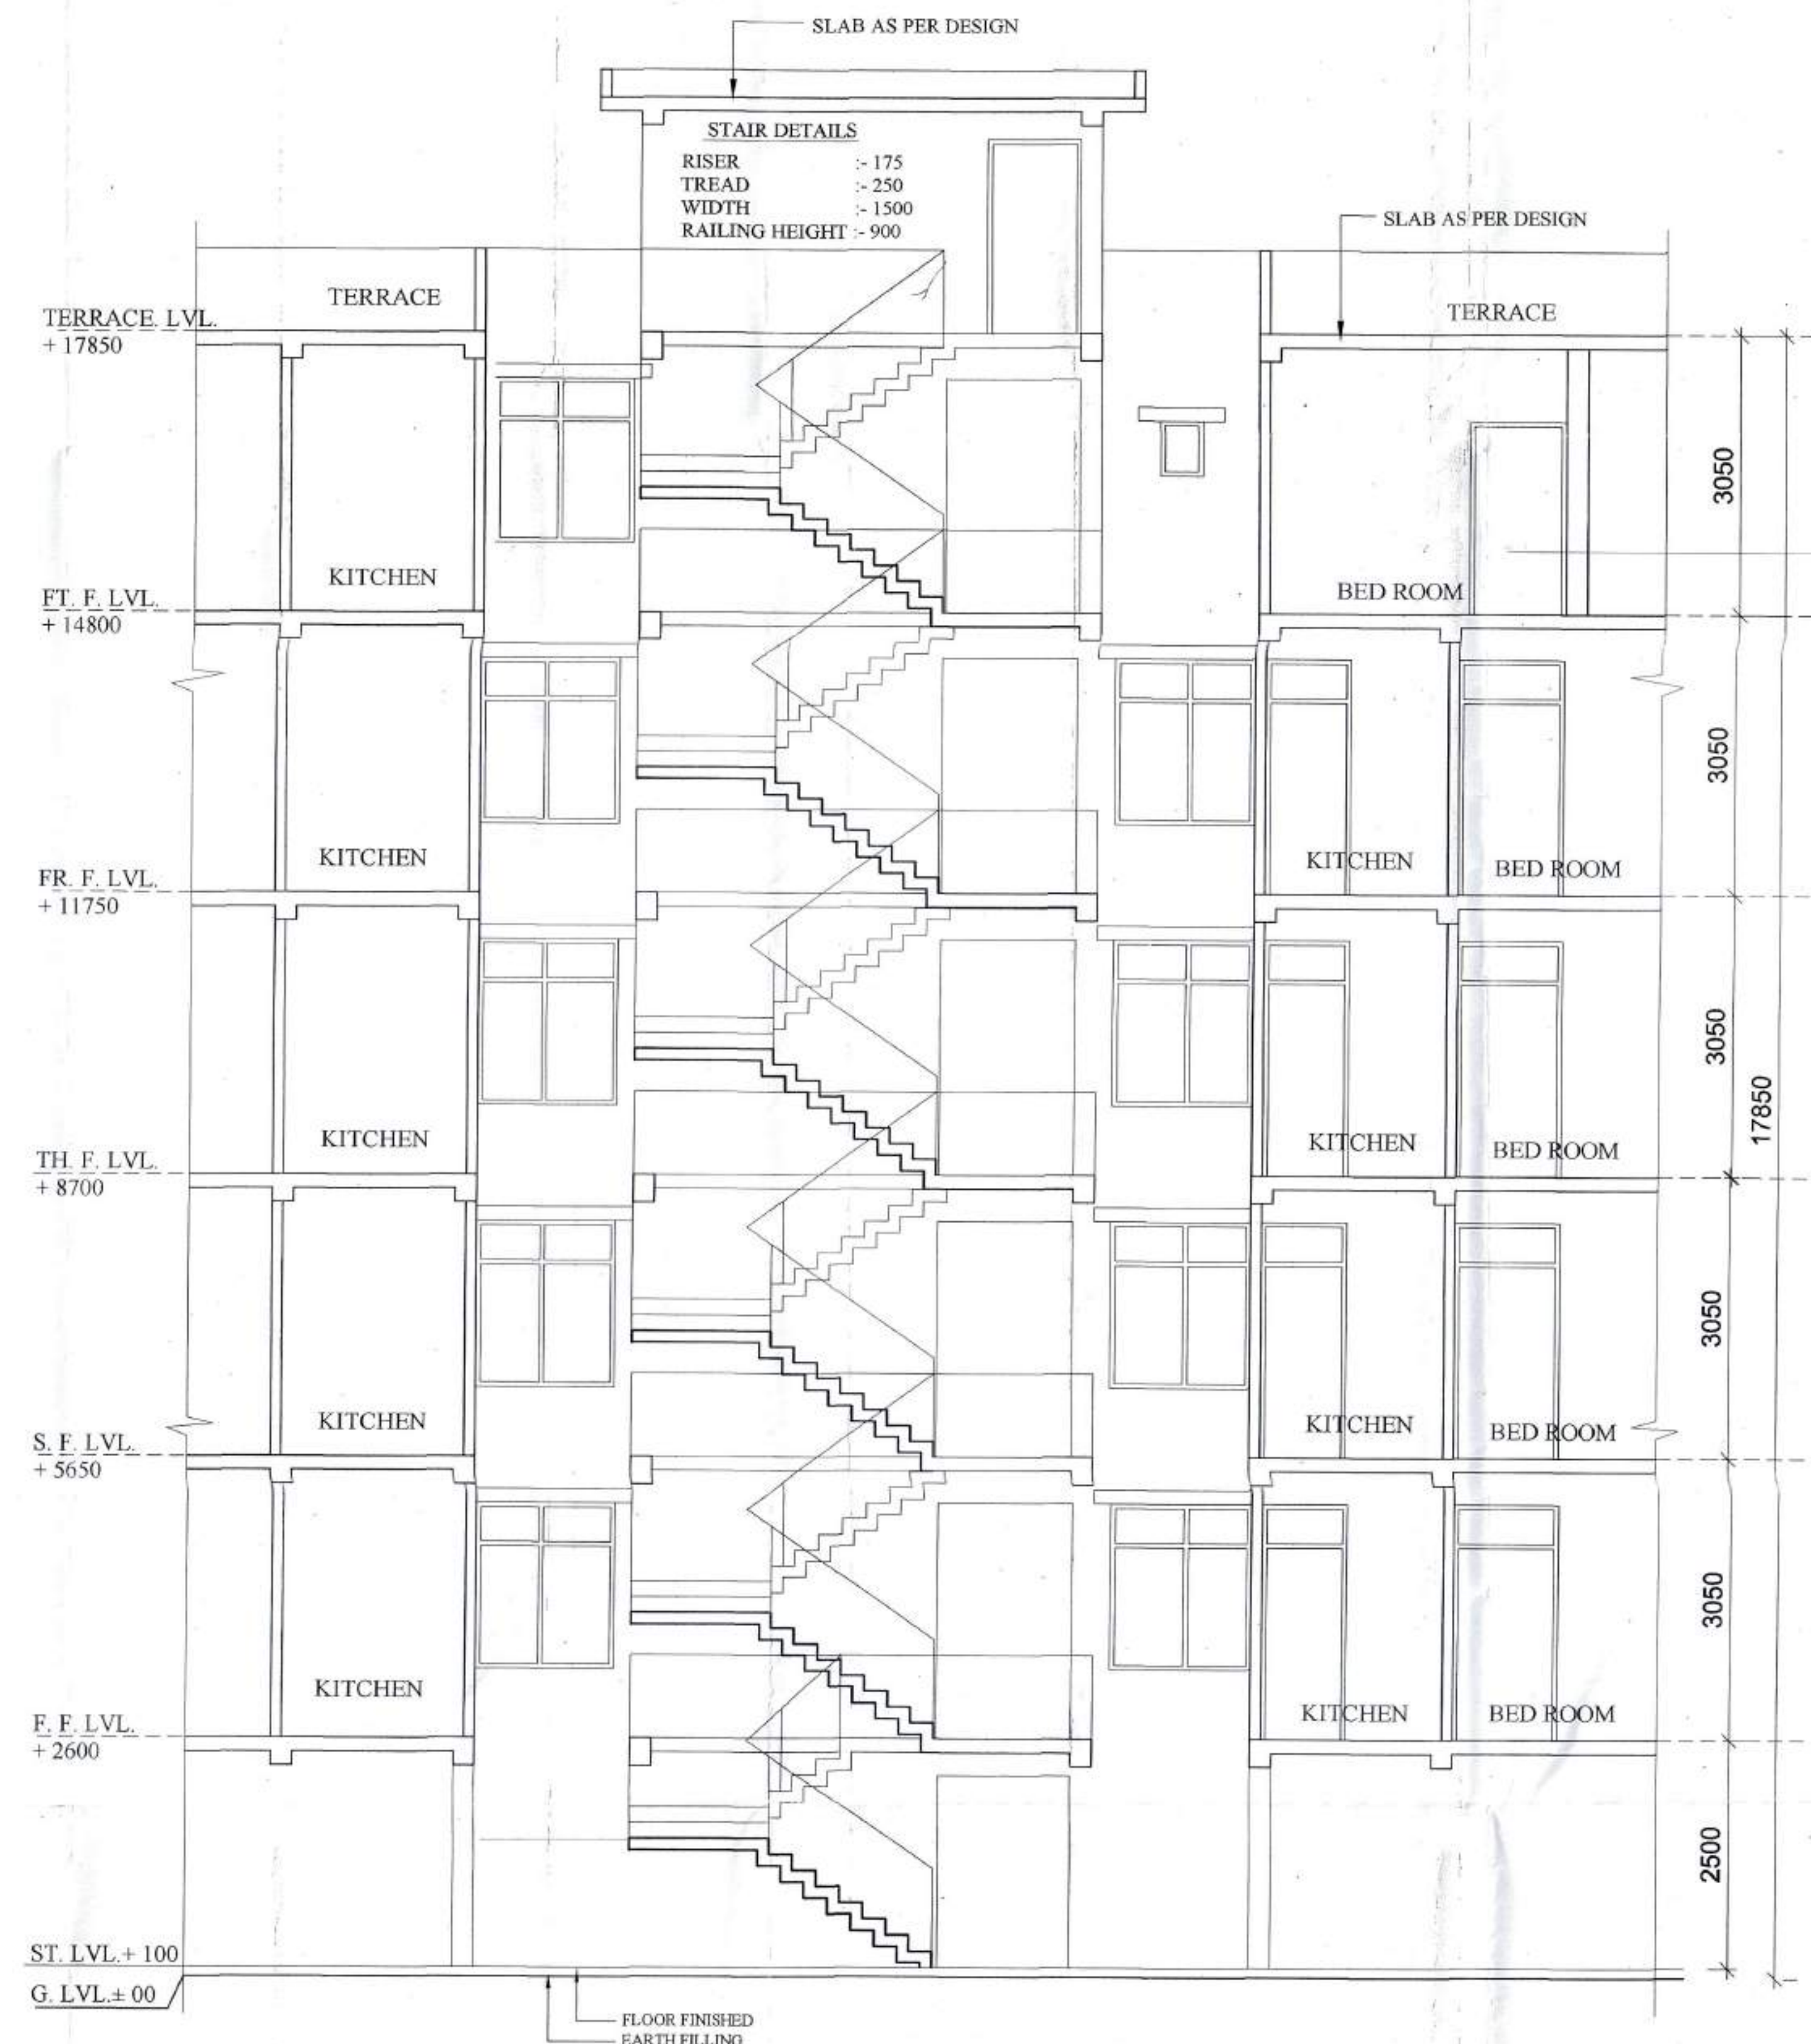 SLAB AS PER DESIGN
STAIR DETAILS
RISER :- 175
TREAD :- 250
WIDTH :- 1500
RAILING HEIGHT :- 900
SLAB AS PER DESIGN
TERRACE
TERRACE
TERRACE. LVL.
+ 17850
3050
KITCHEN
BED ROOM
FT. F. LVL.
+ 14800
3050
KITCHEN
KITCHEN
BED ROOM
FR. F. LVL.
+ 11750
3050
17850
KITCHEN
KITCHEN
BED ROOM
TH. F. LVL.
+ 8700
3050
KITCHEN
KITCHEN
BED ROOM
S. F. LVL.
+ 5650
3050
KITCHEN
KITCHEN
BED ROOM
F. F. LVL.
+ 2600
2500
ST. LVL.+ 100
G. LVL.± 00
FLOOR FINISHED
EARTH FILLING